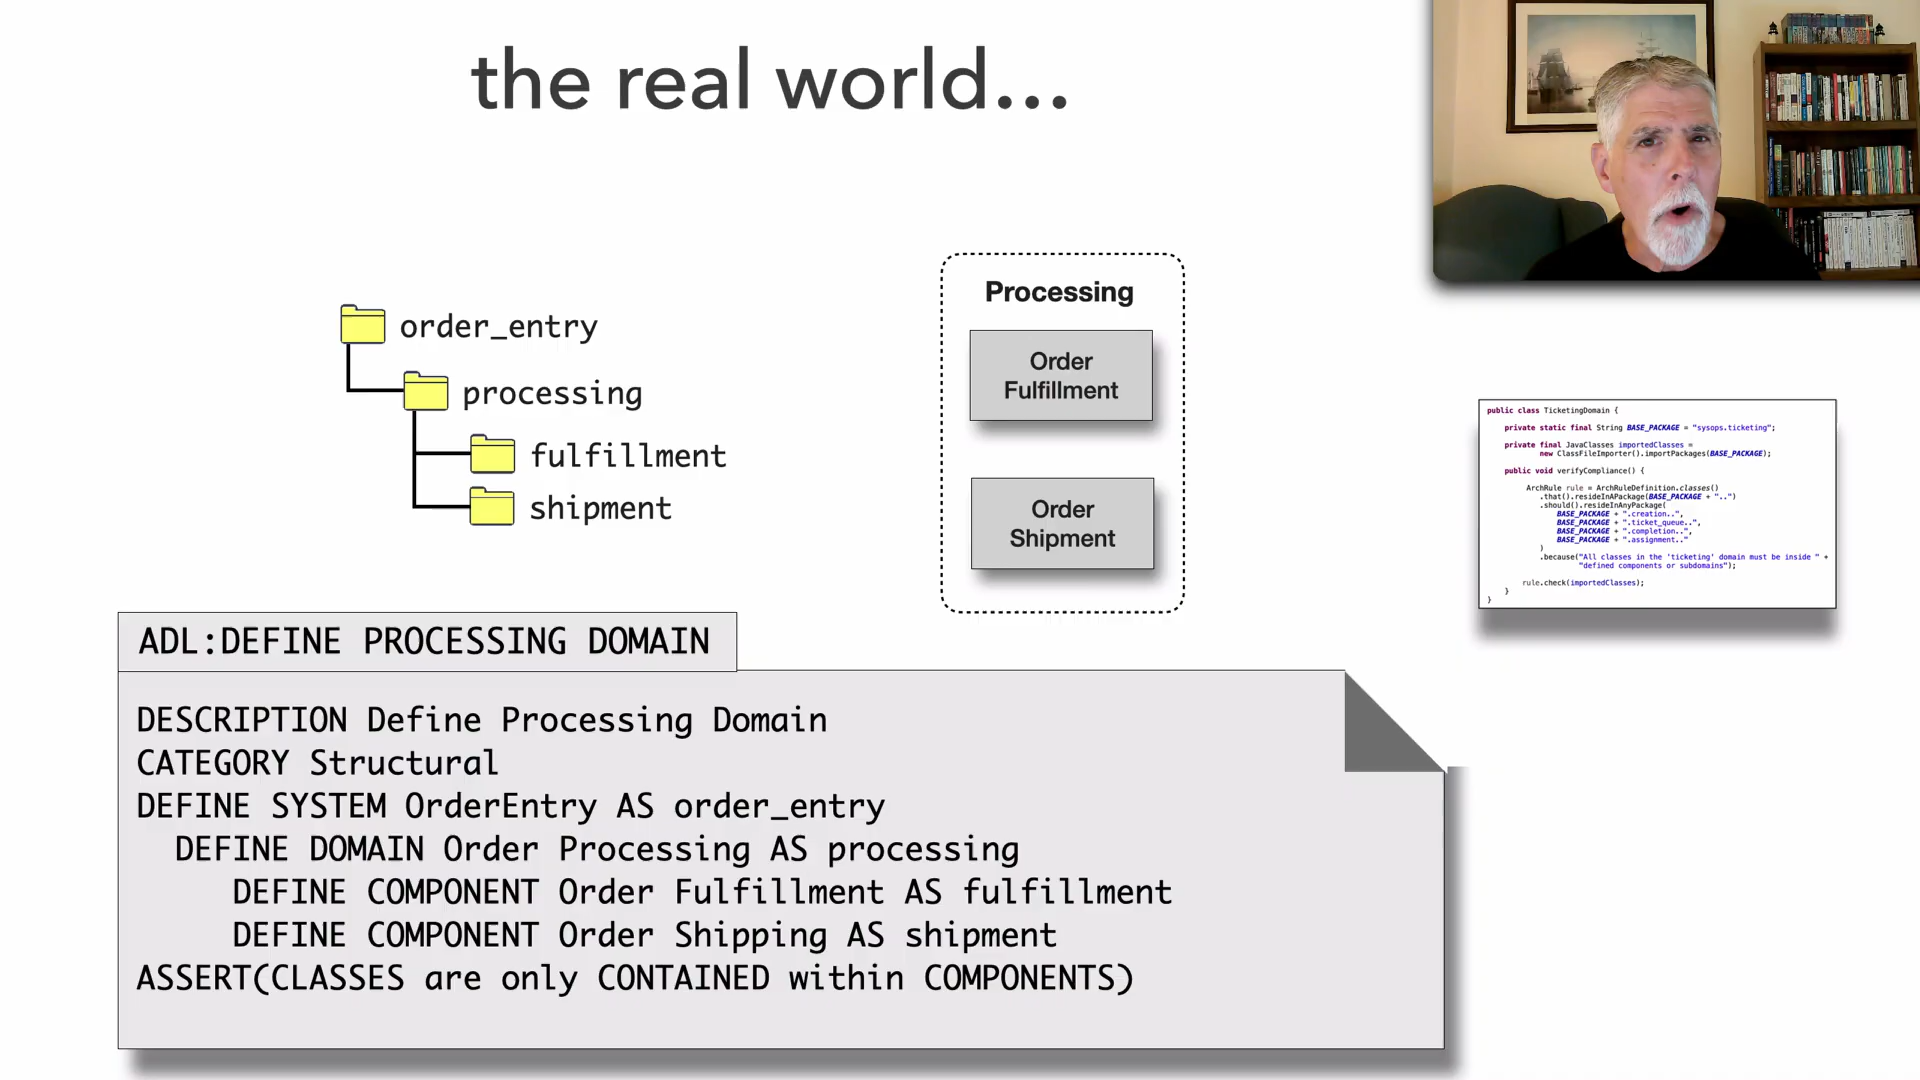 the real world...
order_entry
processing
fulfillment
shipment
Processing
Order
Fulfillment
Order
Shipment
public class TicketingDomain {
private static final String BASE_PACKAGE = "sysops.ticketing";
private final JavaClasses importedClasses =
new ClassFileImporter().importPackages(BASE_PACKAGE);
public void verifyCompliance() {
ArchRule rule = ArchRuleDefinition.classes()
.that().resideInAPackage(BASE_PACKAGE + "..")
.should().resideInAnyPackage(
BASE_PACKAGE + ".creation..",
BASE_PACKAGE + ".ticket_queue..",
BASE_PACKAGE + ".completion..",
BASE_PACKAGE + ".assignment.."
)
.because("All classes in the 'ticketing' domain must be inside " +
"defined components or subdomains");
rule.check(importedClasses);
}
}
ADL:DEFINE PROCESSING DOMAIN
DESCRIPTION Define Processing Domain
CATEGORY Structural
DEFINE SYSTEM OrderEntry AS order_entry
DEFINE DOMAIN Order Processing AS processing
DEFINE COMPONENT Order Fulfillment AS fulfillment
DEFINE COMPONENT Order Shipping AS shipment
ASSERT(CLASSES are only CONTAINED within COMPONENTS)